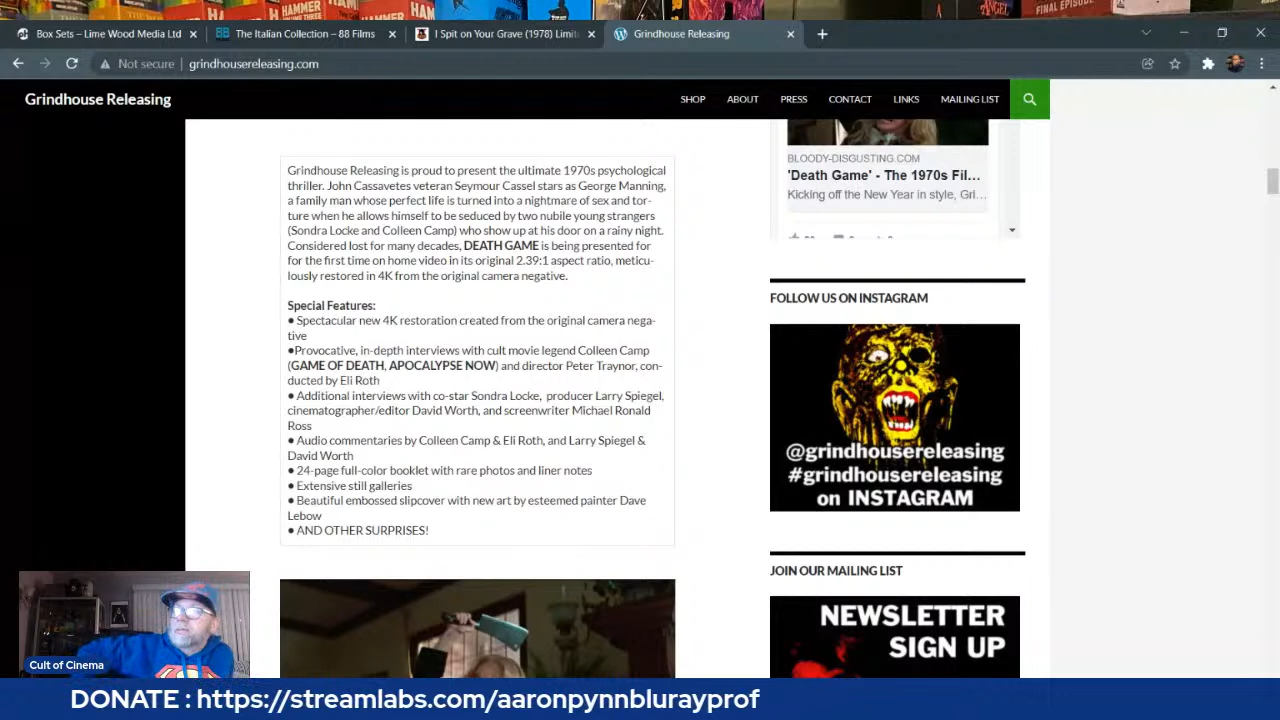 HAMMER
HAMMER
HAMMER
ANGEL
FINAL EPISODE
Box Sets – Lime Wood Media Ltd
The Italian Collection – 88 Films
I Spit on Your Grave (1978) Limit
Grindhouse Releasing
Not secure
grindhousereleasing.com
Grindhouse Releasing
SHOP
ABOUT
PRESS
CONTACT
LINKS
MAILING LIST
Grindhouse Releasing is proud to present the ultimate 1970s psychological
thriller. John Cassavetes veteran Seymour Cassel stars as George Manning,
a family man whose perfect life is turned into a nightmare of sex and tor-
ture when he allows himself to be seduced by two nubile young strangers
(Sondra Locke and Colleen Camp) who show up at his door on a rainy night.
Considered lost for many decades, DEATH GAME is being presented for
for the first time on home video in its original 2.39:1 aspect ratio, meticu-
lously restored in 4K from the original camera negative.
Special Features:
● Spectacular new 4K restoration created from the original camera nega-
tive
●Provocative, in-depth interviews with cult movie legend Colleen Camp
(GAME OF DEATH, APOCALYPSE NOW) and director Peter Traynor, con-
ducted by Eli Roth
● Additional interviews with co-star Sondra Locke, producer Larry Spiegel,
cinematographer/editor David Worth, and screenwriter Michael Ronald
Ross
● Audio commentaries by Colleen Camp & Eli Roth, and Larry Spiegel &
David Worth
● 24-page full-color booklet with rare photos and liner notes
● Extensive still galleries
● Beautiful embossed slipcover with new art by esteemed painter Dave
Lebow
● AND OTHER SURPRISES!
BLOODY-DISGUSTING.COM
'Death Game' - The 1970s Fil…
Kicking off the New Year in style, Gri…
FOLLOW US ON INSTAGRAM
@grindhousereleasing
#grindhousereleasing
on INSTAGRAM
JOIN OUR MAILING LIST
NEWSLETTER
SIGN UP
Cult of Cinema
DONATE : https://streamlabs.com/aaronpynnblurayprof